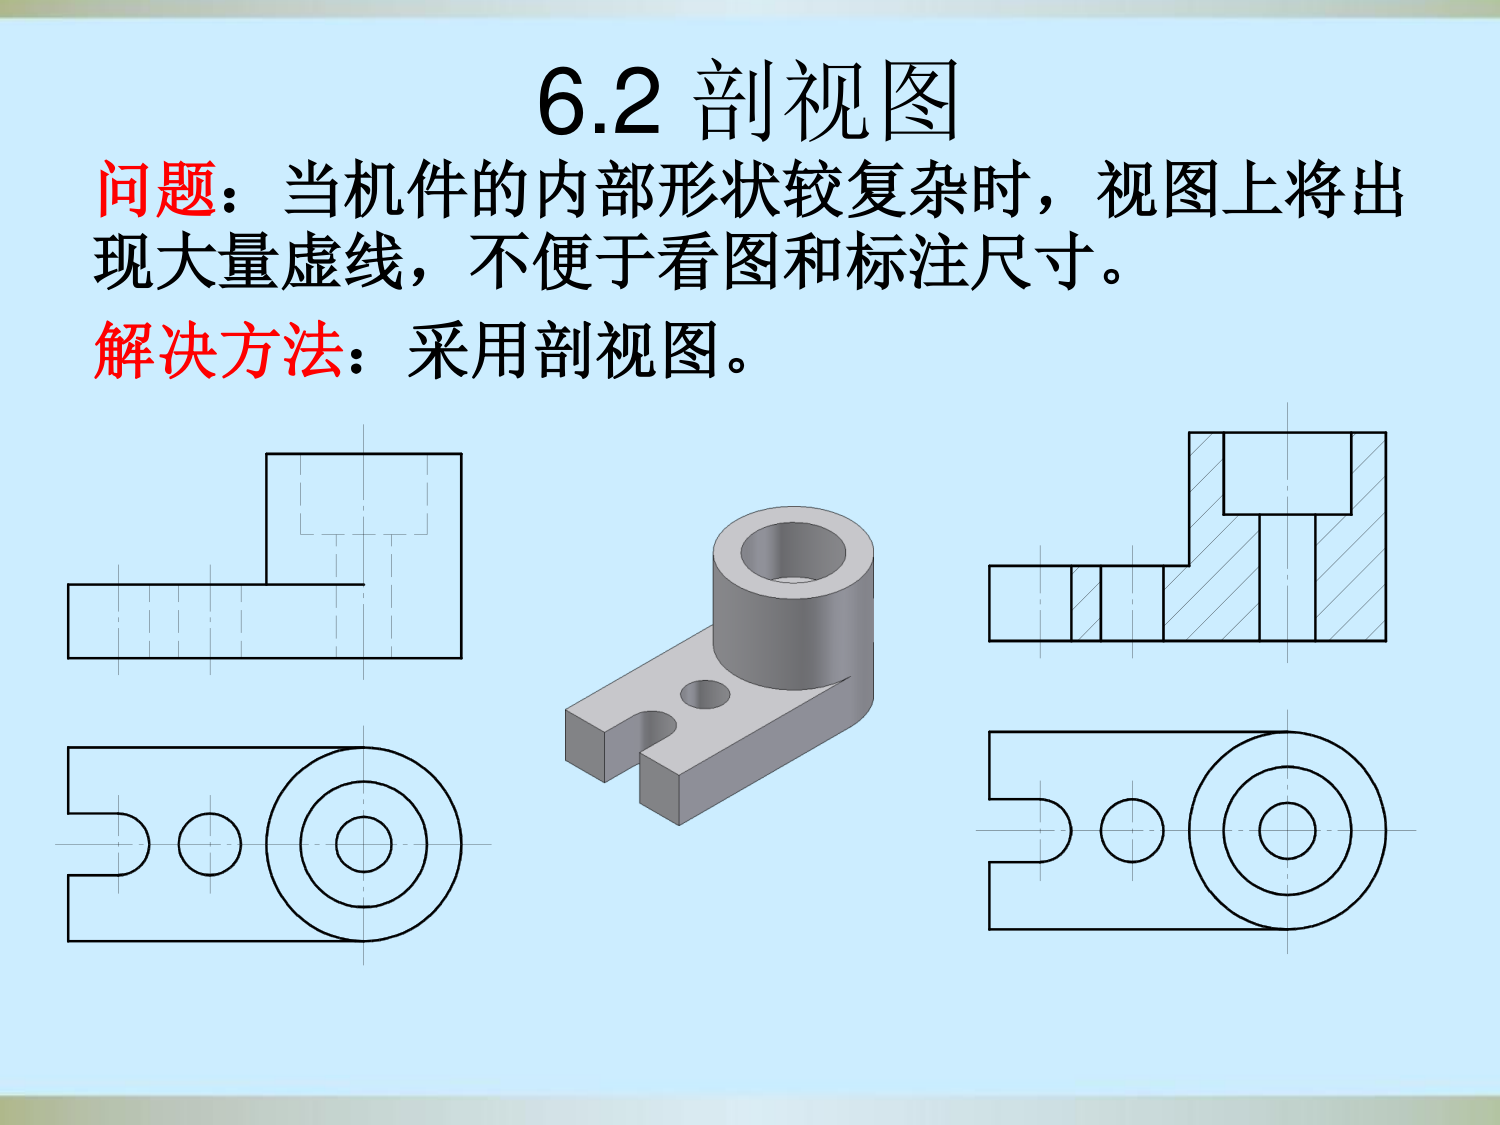 6.2 剖视图
问题：当机件的内部形状较复杂时，视图上将出
现大量虚线，不便于看图和标注尺寸。
解决方法：采用剖视图。